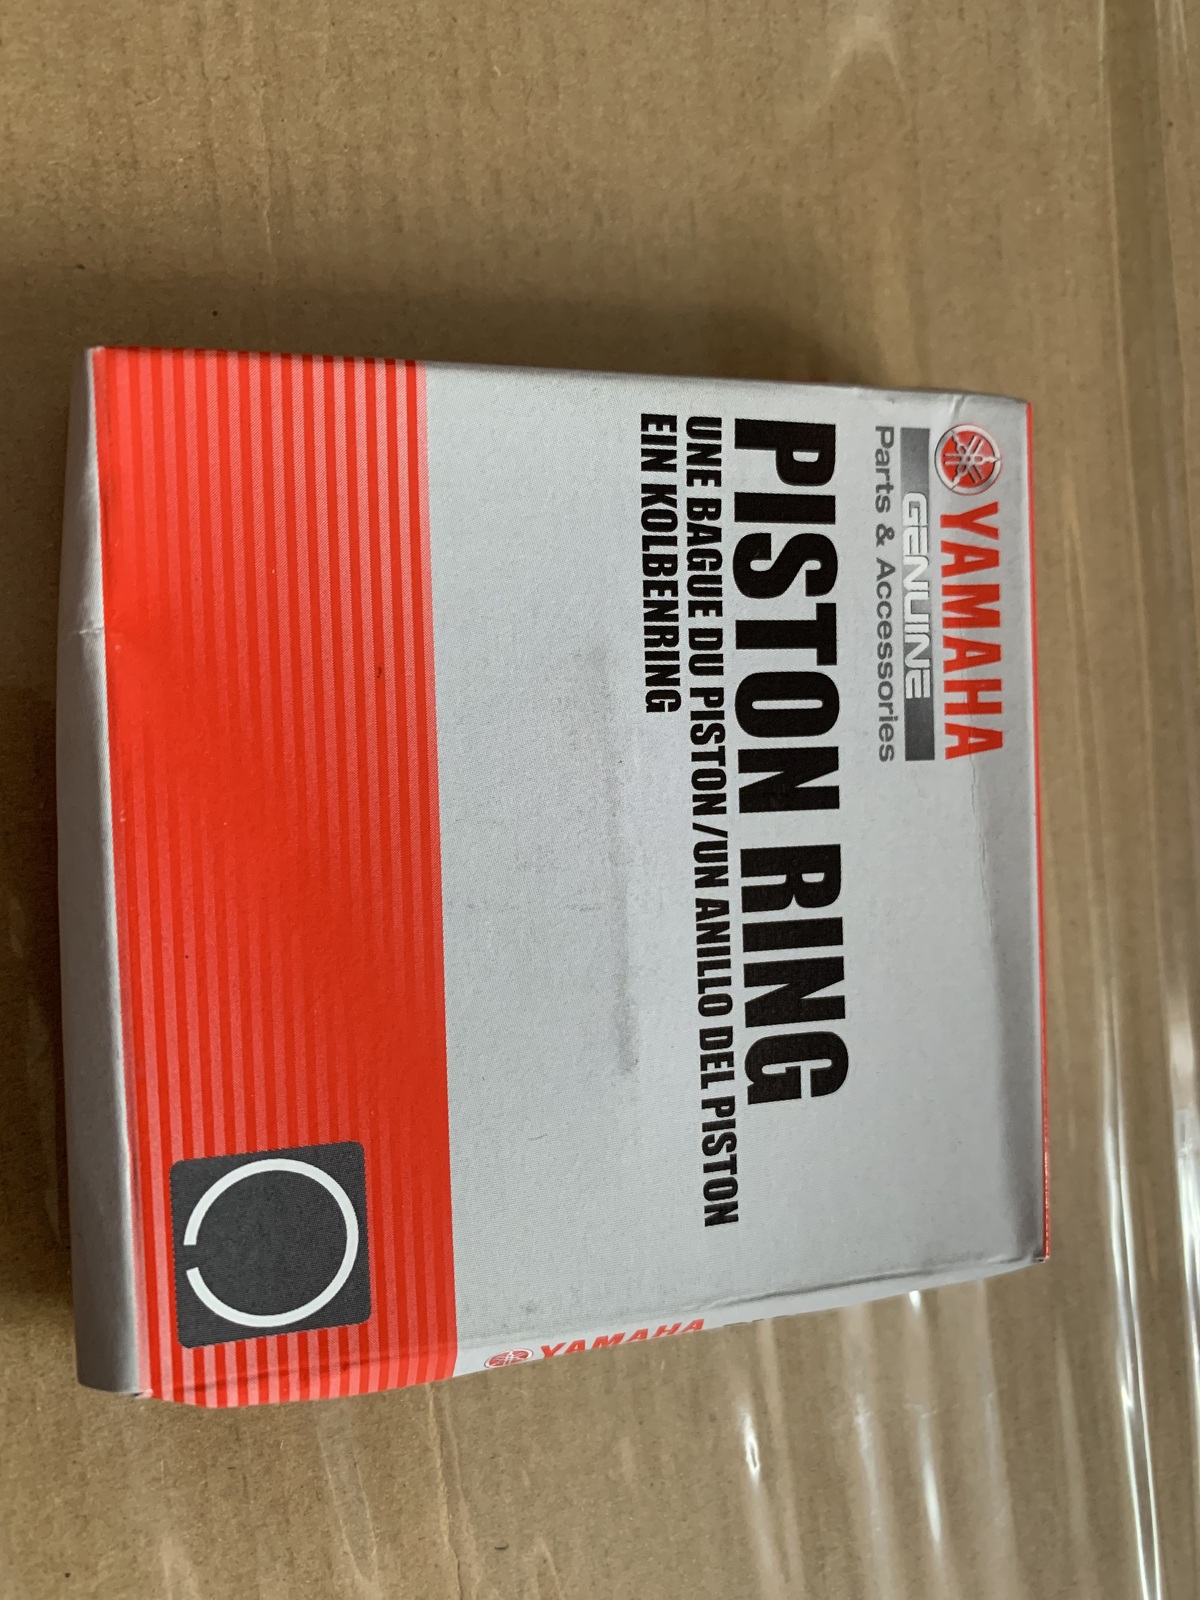 YAMAHA
GENUINE
Parts & Accessories
PISTON RING
UNE BAGUE DU PISTON/UN ANILLO DEL PISTON
EIN KOLBENRING
YAMAHA